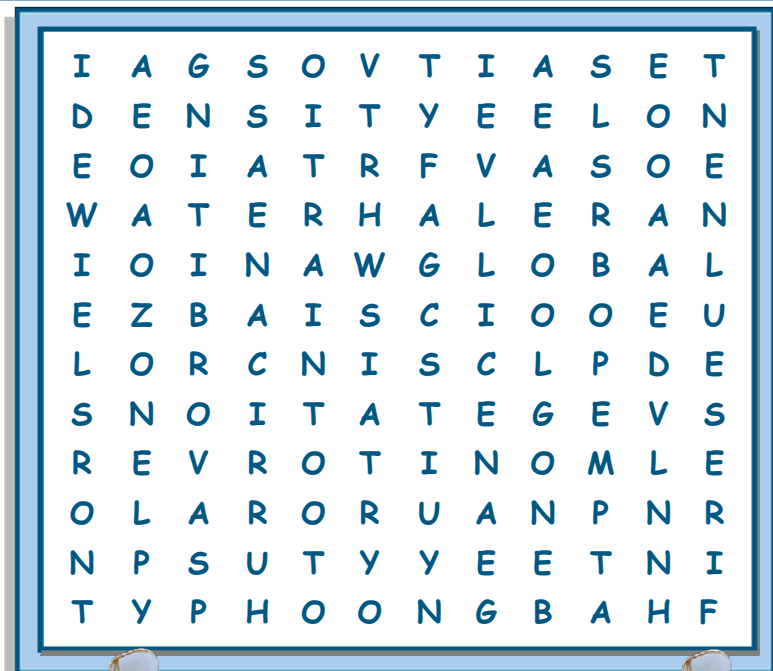 I A G S O V T I A S E T
D E N S I T Y E E L O N
E O I A T R F V A S O E
W A T E R H A L E R A N
I O I N A W G L O B A L
E Z B A I S C I O O E U
L O R C N I S C L P D E
S N O I T A T E G E V S
R E V R O T I N O M L E
O L A R O R U A N P N R
N P S U T Y Y E E T N I
T Y P H O O N G B A H F